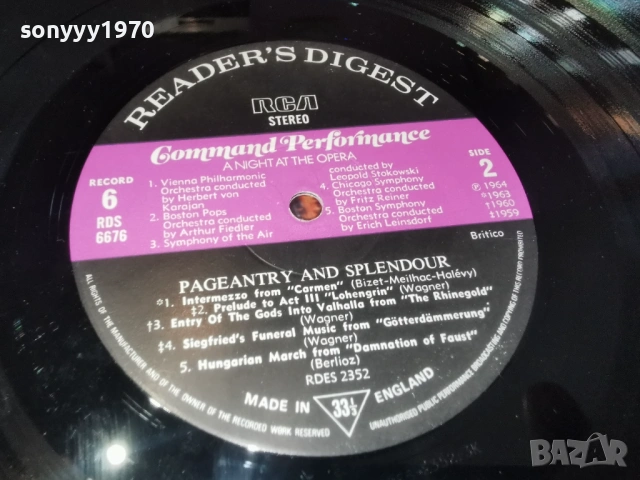 sonyyy1970
READER'S DIGEST
RCA
STEREO
Command Performance
A NIGHT AT THE OPERA
RECORD
6
RDS
6676
1. Vienna Philharmonic
Orchestra conducted
by Herbert von
Karajan
2. Boston Pops
Orchestra conducted
by Arthur Fiedler
3. Symphony of the Air
conducted by
Leopold Stokowski
4. Chicago Symphony
Orchestra conducted
by Fritz Reiner
5. Boston Symphony
Orchestra conducted
by Erich Leinsdorf
SIDE
2
℗ 1964
°1963
†1960
‡1959
Britico
PAGEANTRY AND SPLENDOUR
°1. Intermezzo from "Carmen" (Bizet-Meilhac-Halévy)
‡2. Prelude to Act III "Lohengrin" (Wagner)
†3. Entry Of The Gods Into Valhalla from "The Rhinegold"
(Wagner)
‡4. Siegfried's Funeral Music from "Götterdämmerung"
(Wagner)
5. Hungarian March from "Damnation of Faust"
(Berlioz)
RDES 2352
MADE IN
33⅓
ENGLAND
ALL RIGHTS OF THE MANUFACTURER AND OF THE OWNER OF THE RECORDED WORK RESERVED
UNAUTHORISED PUBLIC PERFORMANCE, BROADCASTING AND COPYING OF THIS RECORD PROHIBITED
BAZAR